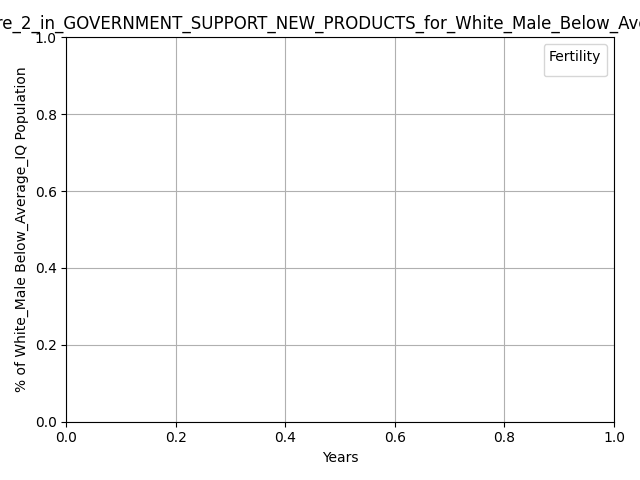 re_2_in_GOVERNMENT_SUPPORT_NEW_PRODUCTS_for_White_Male_Below_Ave
1.0
Fertility
0.8
0.6
0.4
0.2
0.0
% of White_Male Below_Average_IQ Population
0.0 0.2 0.4 0.6 0.8 1.0
Years